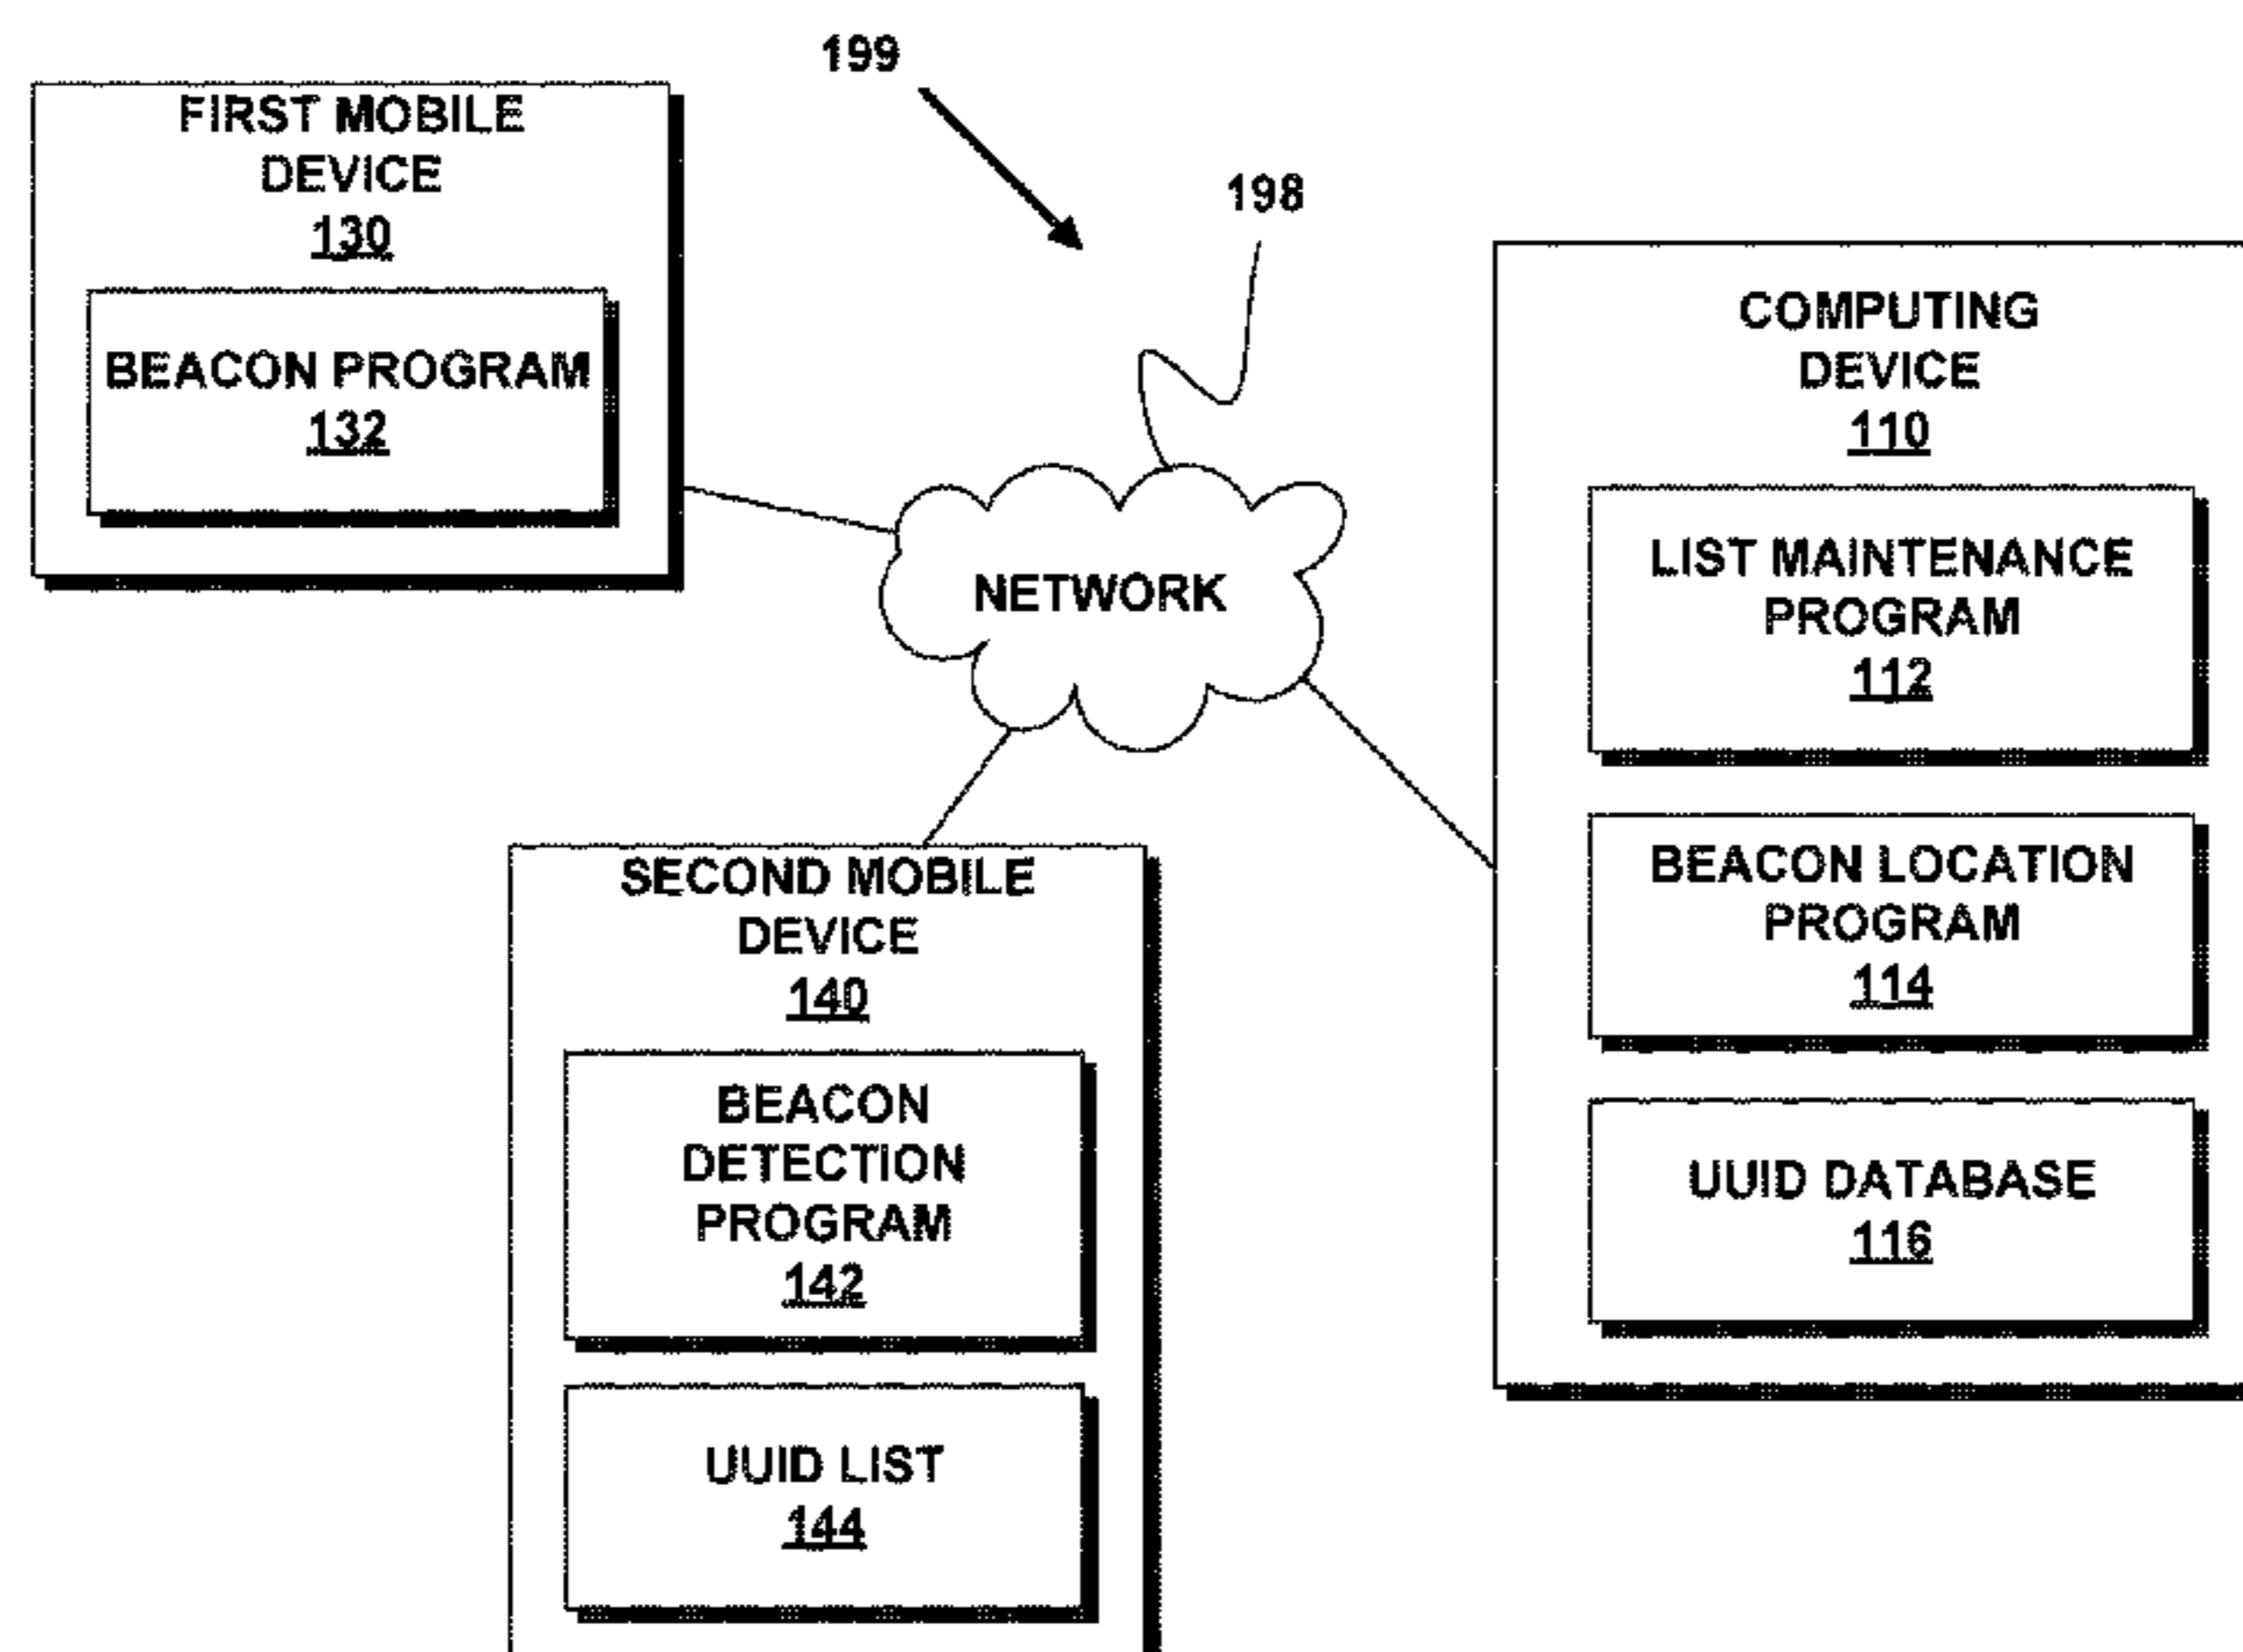 199
FIRST MOBILE
DEVICE
130
BEACON PROGRAM
132
198
NETWORK
COMPUTING
DEVICE
110
LIST MAINTENANCE
PROGRAM
112
BEACON LOCATION
PROGRAM
114
UUID DATABASE
116
SECOND MOBILE
DEVICE
140
BEACON
DETECTION
PROGRAM
142
UUID LIST
144